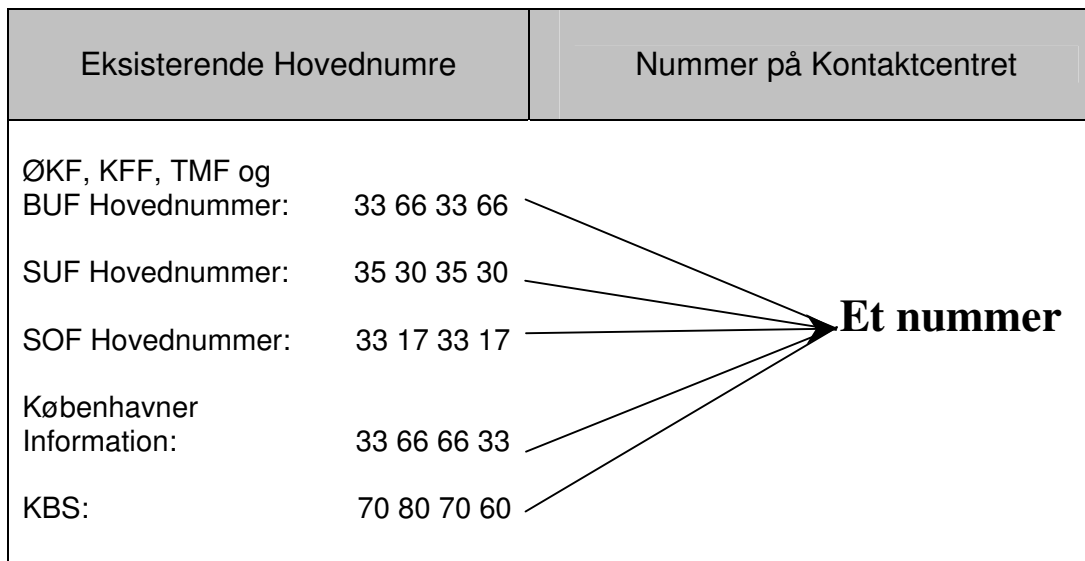 Eksisterende Hovednumre
Nummer på Kontaktcentret
ØKF, KFF, TMF og
BUF Hovednummer: 33 66 33 66
SUF Hovednummer: 35 30 35 30
Et nummer
SOF Hovednummer: 33 17 33 17
Københavner
Information: 33 66 66 33
KBS: 70 80 70 60